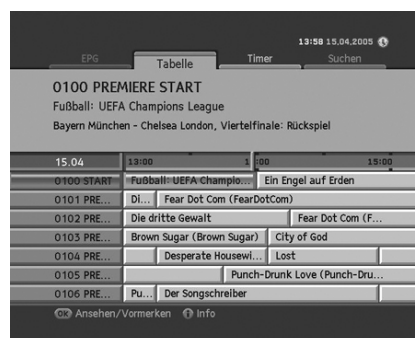 13:58 15.04.2005
EPG Tabelle Timer Suchen
0100 PREMIERE START
Fußball: UEFA Champions League
Bayern München - Chelsea London, Viertelfinale: Rückspiel
15.04 13:00 1 :00 15:00
0100 START Fußball: UEFA Champio... Ein Engel auf Erden
0101 PRE... Di... Fear Dot Com (FearDotCom)
0102 PRE... Die dritte Gewalt Fear Dot Com (F...
0103 PRE... Brown Sugar (Brown Sugar) City of God
0104 PRE... Desperate Housewi... Lost
0105 PRE... Punch-Drunk Love (Punch-Dru...
0106 PRE... Pu... Der Songschreiber
OK Ansehen/Vormerken Info